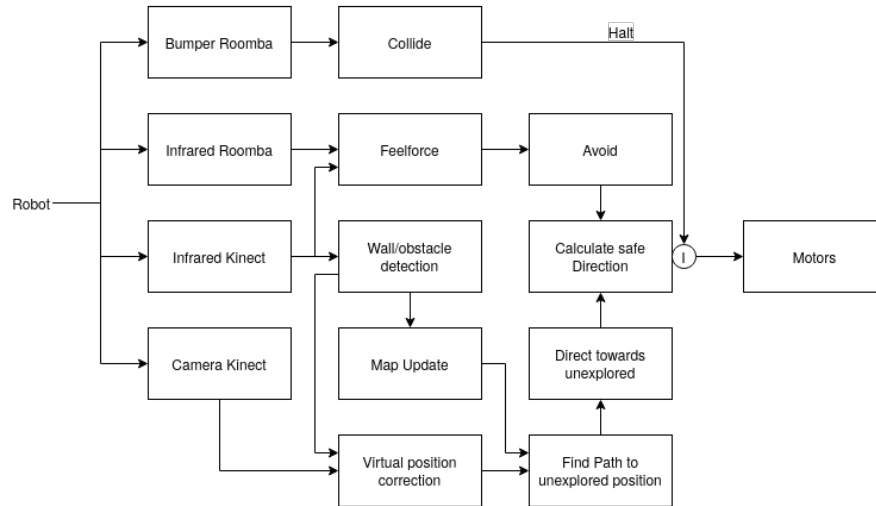 Bumper Roomba
Collide
Halt
Infrared Roomba
Feelforce
Avoid
Robot
Infrared Kinect
Wall/obstacle
detection
Calculate safe
Direction
I
Motors
Camera Kinect
Map Update
Direct towards
unexplored
Virtual position
correction
Find Path to
unexplored position